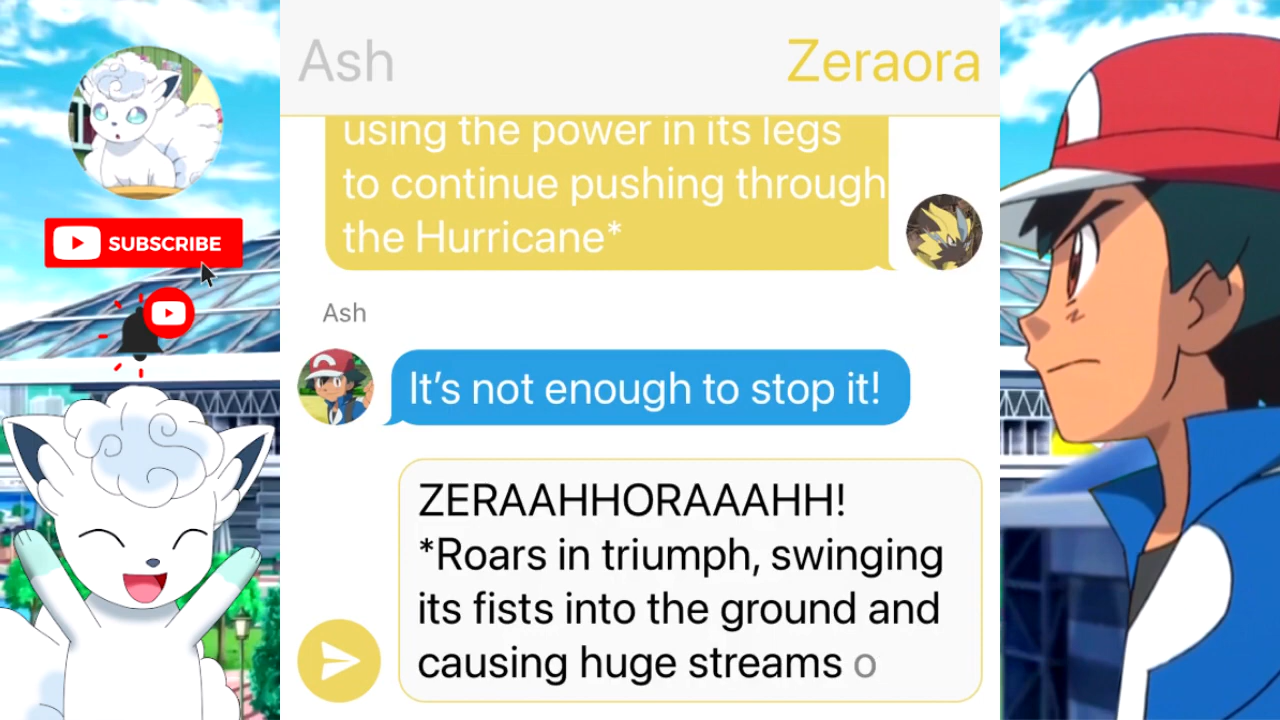 Ash
Zeraora
using the power in its legs
to continue pushing through
the Hurricane*
SUBSCRIBE
Ash
It's not enough to stop it!
ZERAAHHORAAAHH!
*Roars in triumph, swinging
its fists into the ground and
causing huge streams o